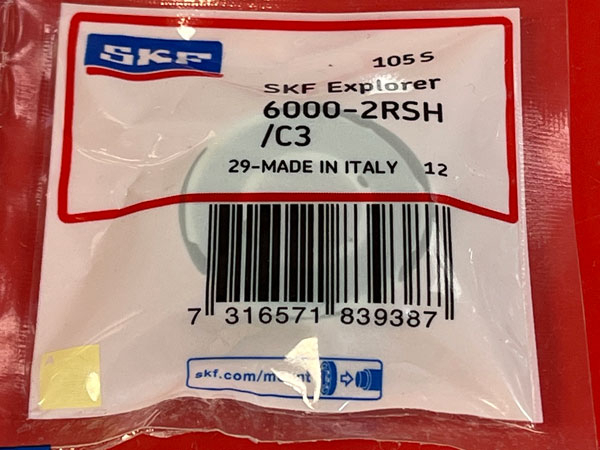 SKF
105 S
SKF Explorer
6000-2RSH
/C3
29-MADE IN ITALY 12
7 316571 839387
skf.com/mount